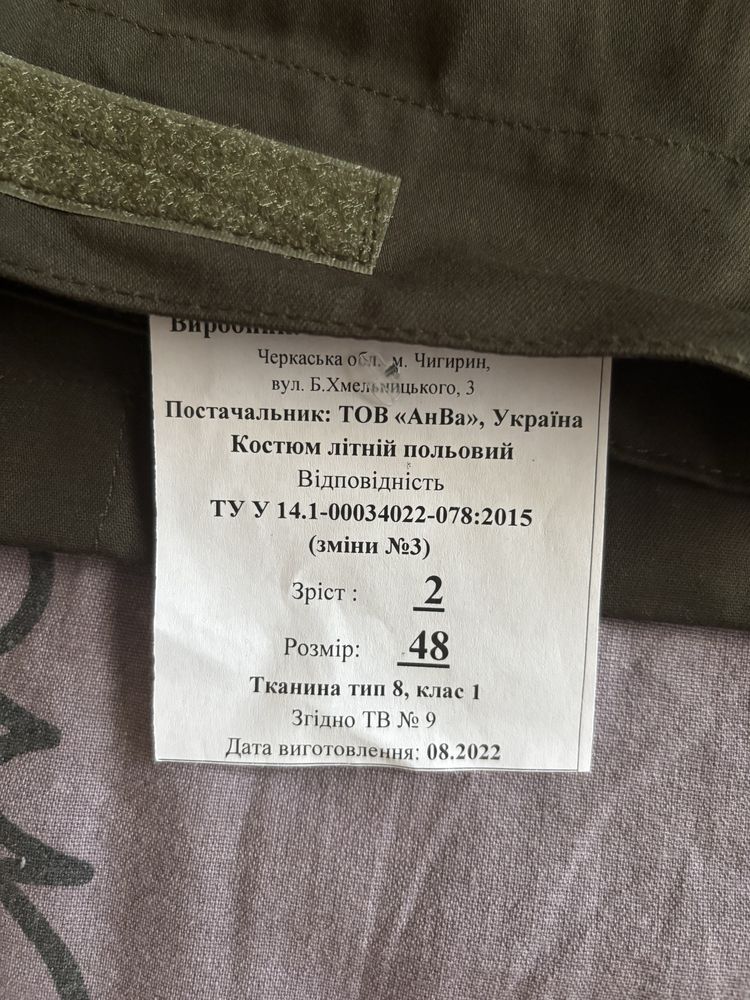 Черкаська обл. м. Чигирин,
вул. Б.Хмельницького, 3
Постачальник: ТОВ «АнВа», Україна
Костюм літній польовий
Відповідність
ТУ У 14.1-00034022-078:2015
(зміни №3)
Зріст : 2
Розмір: 48
Тканина тип 8, клас 1
Згідно ТВ № 9
Дата виготовлення: 08.2022